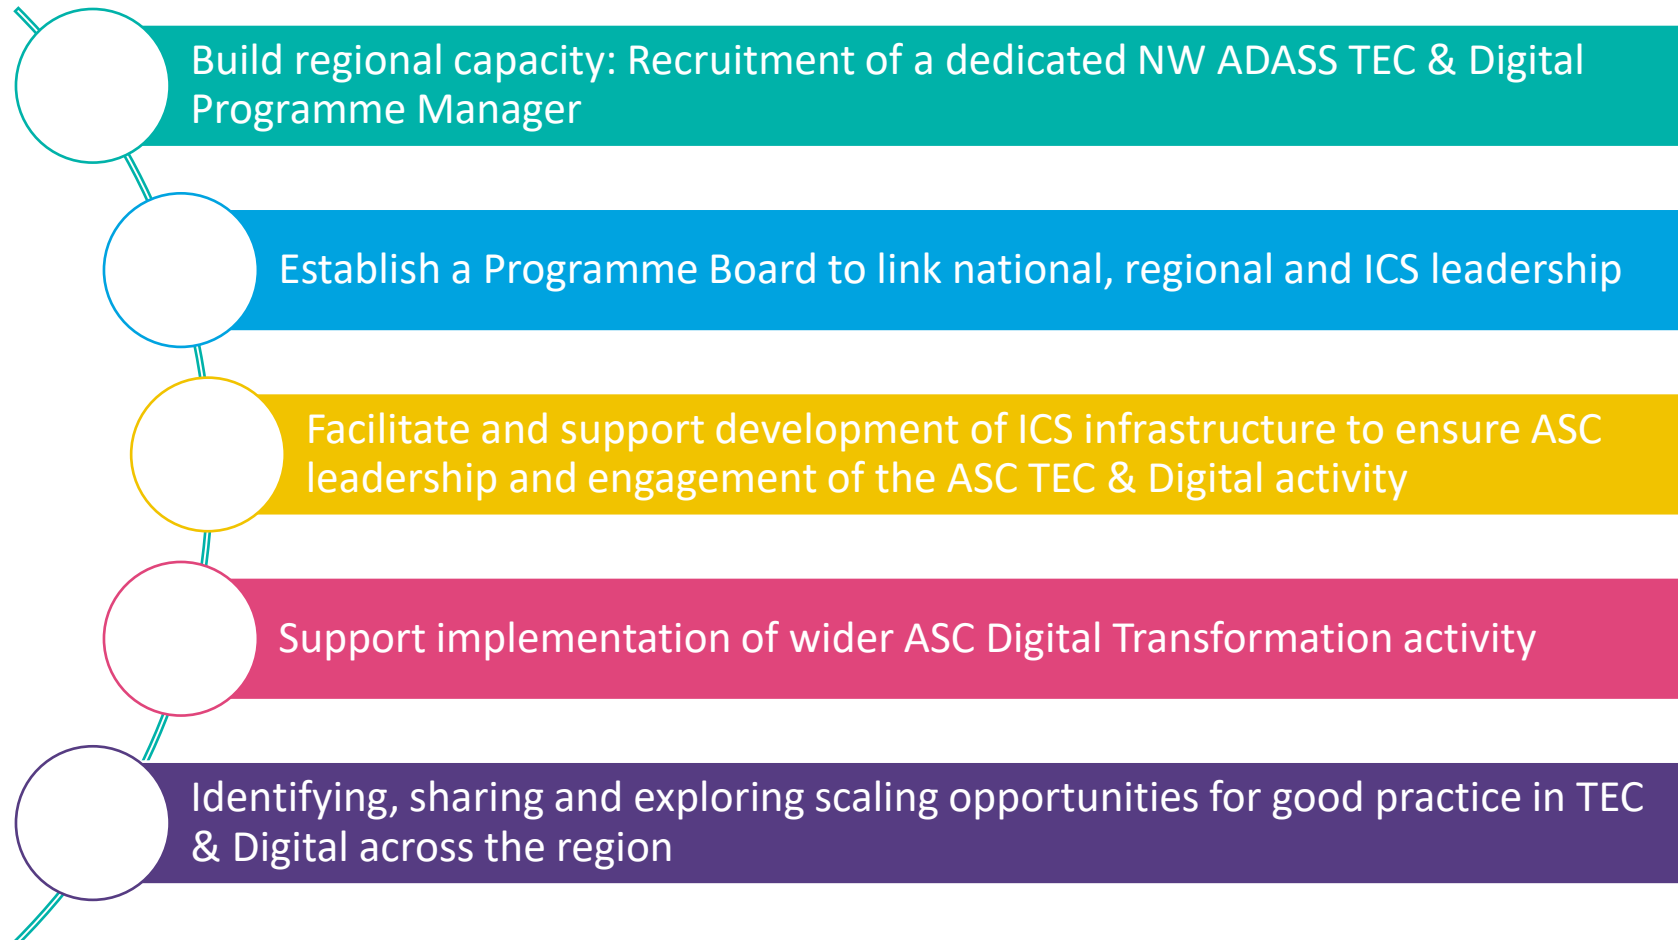 Build regional capacity: Recruitment of a dedicated NW ADASS TEC & Digital
Programme Manager
Establish a Programme Board to link national, regional and ICS leadership
Facilitate and support development of ICS infrastructure to ensure ASC
leadership and engagement of the ASC TEC & Digital activity
Support implementation of wider ASC Digital Transformation activity
Identifying, sharing and exploring scaling opportunities for good practice in TEC
& Digital across the region